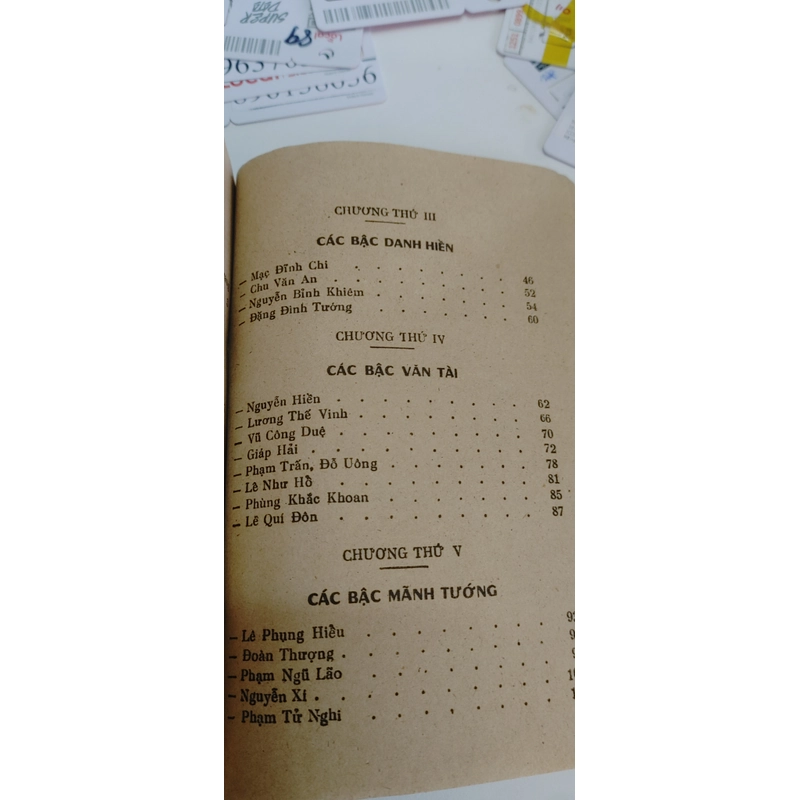 SUPER
DATA
89
CHƯƠNG THỨ III
CÁC BẬC DANH HIỀN
— Mạc Đĩnh Chi . . . . . . . . 46
— Chu Văn An . . . . . . . . 52
— Nguyễn Bỉnh Khiêm . . . . . . . 54
— Đặng Đình Tướng . . . . . . . 60
CHƯƠNG THỨ IV
CÁC BẬC VĂN TÀI
— Nguyễn Hiền . . . . . . . . 62
— Lương Thế Vinh . . . . . . . 66
— Vũ Công Duệ . . . . . . . . 70
— Giáp Hải . . . . . . . . . 72
— Phạm Trấn, Đỗ Uông . . . . . . 78
— Lê Như Hồ . . . . . . . . 81
— Phùng Khắc Khoan . . . . . . . 85
— Lê Quí Đôn . . . . . . . . 87
CHƯƠNG THỨ V
CÁC BẬC MÃNH TƯỚNG
— Lê Phụng Hiểu . . . . . . . .
— Đoàn Thượng . . . . . . . . .
— Phạm Ngũ Lão . . . . . . . .
— Nguyễn Xí . . . . . . . . . .
— Phạm Tử Nghi . . . . . . . .